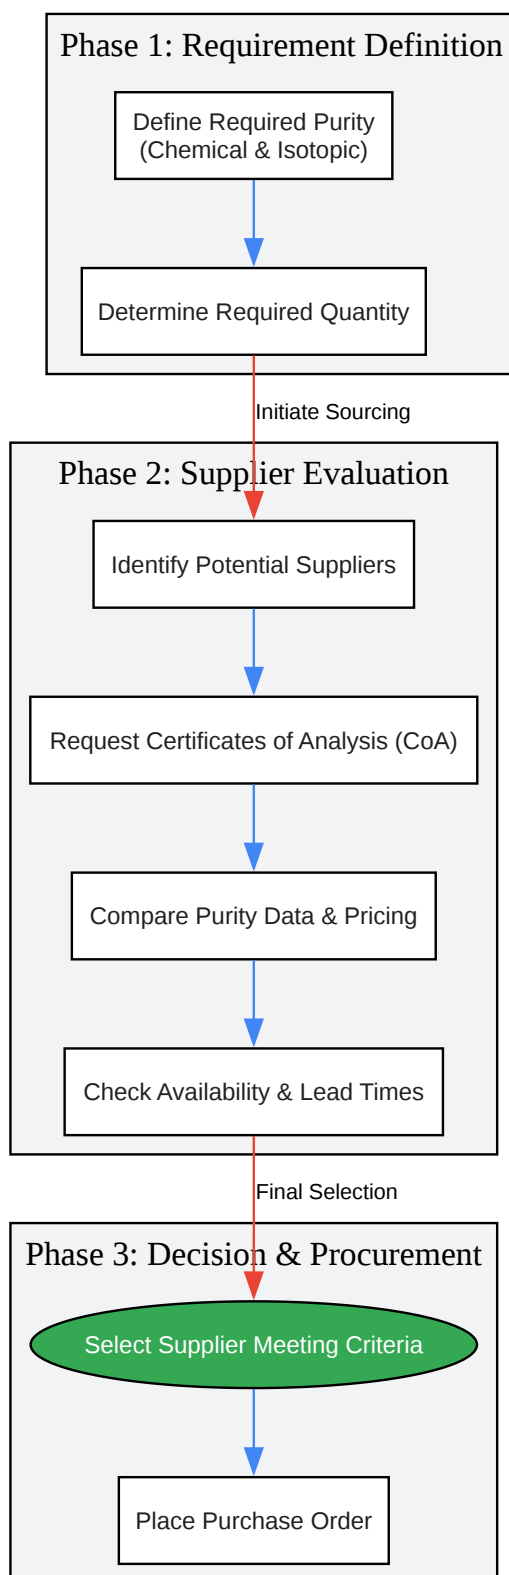 Phase 1: Requirement Definition
Define Required Purity
(Chemical & Isotopic)
Determine Required Quantity
Initiate Sourcing
Phase 2: Supplier Evaluation
Identify Potential Suppliers
Request Certificates of Analysis (CoA)
Compare Purity Data & Pricing
Check Availability & Lead Times
Final Selection
Phase 3: Decision & Procurement
Select Supplier Meeting Criteria
Place Purchase Order